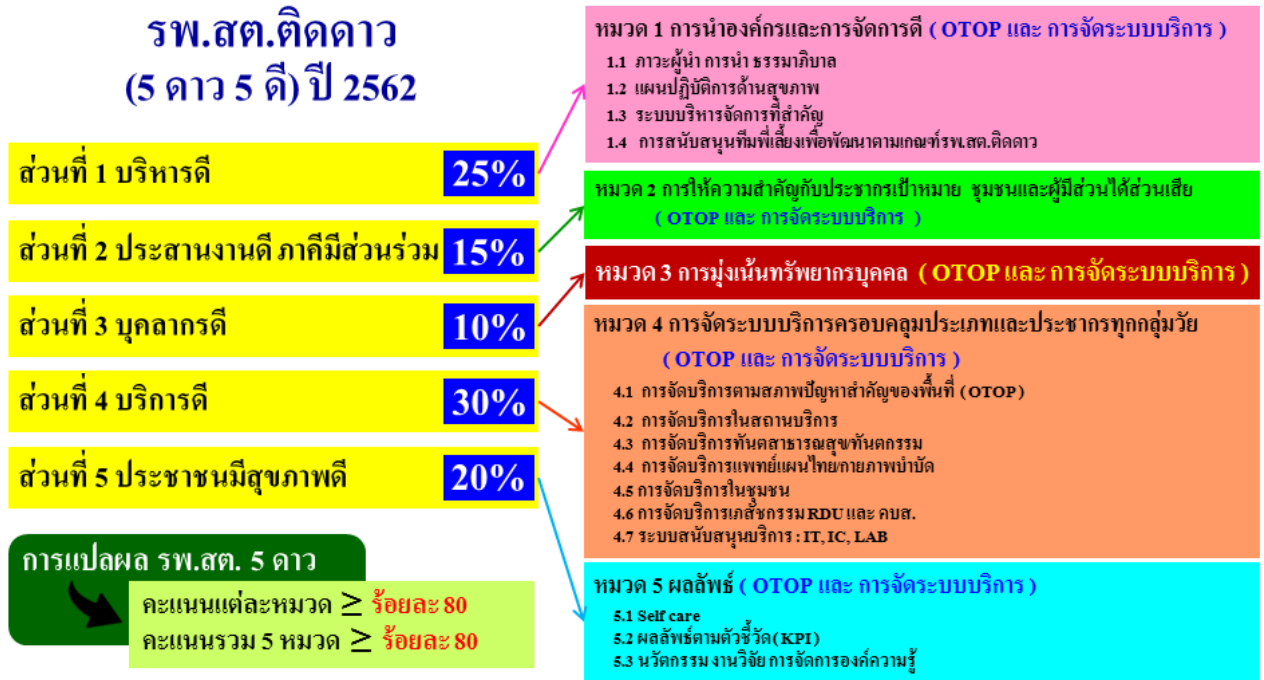 รพ.สต.ติดดาว
(5 ดาว 5 ดี) ปี 2562
ส่วนที่ 1 บริหารดี 25%
ส่วนที่ 2 ประสานงานดี ภาคีมีส่วนร่วม 15%
ส่วนที่ 3 บุคลากรดี 10%
ส่วนที่ 4 บริการดี 30%
ส่วนที่ 5 ประชาชนมีสุขภาพดี 20%
การแปลผล รพ.สต. 5 ดาว
คะแนนแต่ละหมวด ≥ ร้อยละ 80
คะแนนรวม 5 หมวด ≥ ร้อยละ 80
หมวด 1 การนำองค์กรและการจัดการดี ( OTOP และ การจัดระบบบริการ )
1.1 ภาวะผู้นำ การนำ ธรรมาภิบาล
1.2 แผนปฏิบัติการด้านสุขภาพ
1.3 ระบบบริหารจัดการที่สำคัญ
1.4 การสนับสนุนทีมพี่เลี้ยงเพื่อพัฒนาตามเกณฑ์รพ.สต.ติดดาว
หมวด 2 การให้ความสำคัญกับประชากรเป้าหมาย ชุมชนและผู้มีส่วนได้ส่วนเสีย
( OTOP และ การจัดระบบบริการ )
หมวด 3 การมุ่งเน้นทรัพยากรบุคคล ( OTOP และ การจัดระบบบริการ )
หมวด 4 การจัดระบบบริการครอบคลุมประเภทและประชากรทุกกลุ่มวัย
( OTOP และ การจัดระบบบริการ )
4.1 การจัดบริการตามสภาพปัญหาสำคัญของพื้นที่ (OTOP)
4.2 การจัดบริการในสถานบริการ
4.3 การจัดบริการทันตสาธารณสุข/ทันตกรรม
4.4 การจัดบริการแพทย์แผนไทย/กายภาพบำบัด
4.5 การจัดบริการในชุมชน
4.6 การจัดบริการเภสัชกรรม RDU และ คบส.
4.7 ระบบสนับสนุนบริการ : IT, IC, LAB
หมวด 5 ผลลัพธ์ ( OTOP และ การจัดระบบบริการ )
5.1 Self care
5.2 ผลลัพธ์ตามตัวชี้วัด(KPI)
5.3 นวัตกรรม งานวิจัย การจัดการองค์ความรู้